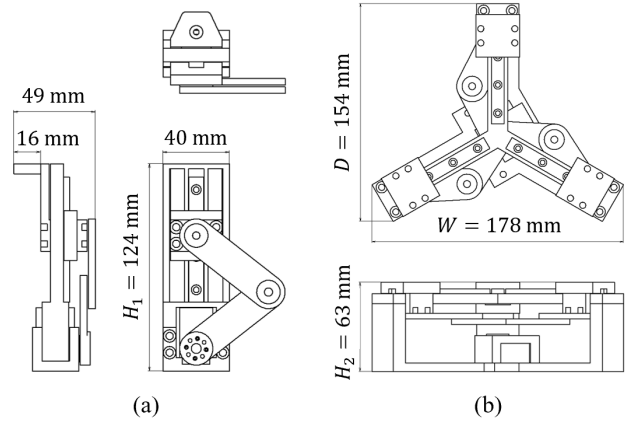 49 mm
16 mm
40 mm
H₁ = 124 mm
(a)
D = 154 mm
W = 178 mm
H₂ = 63 mm
(b)